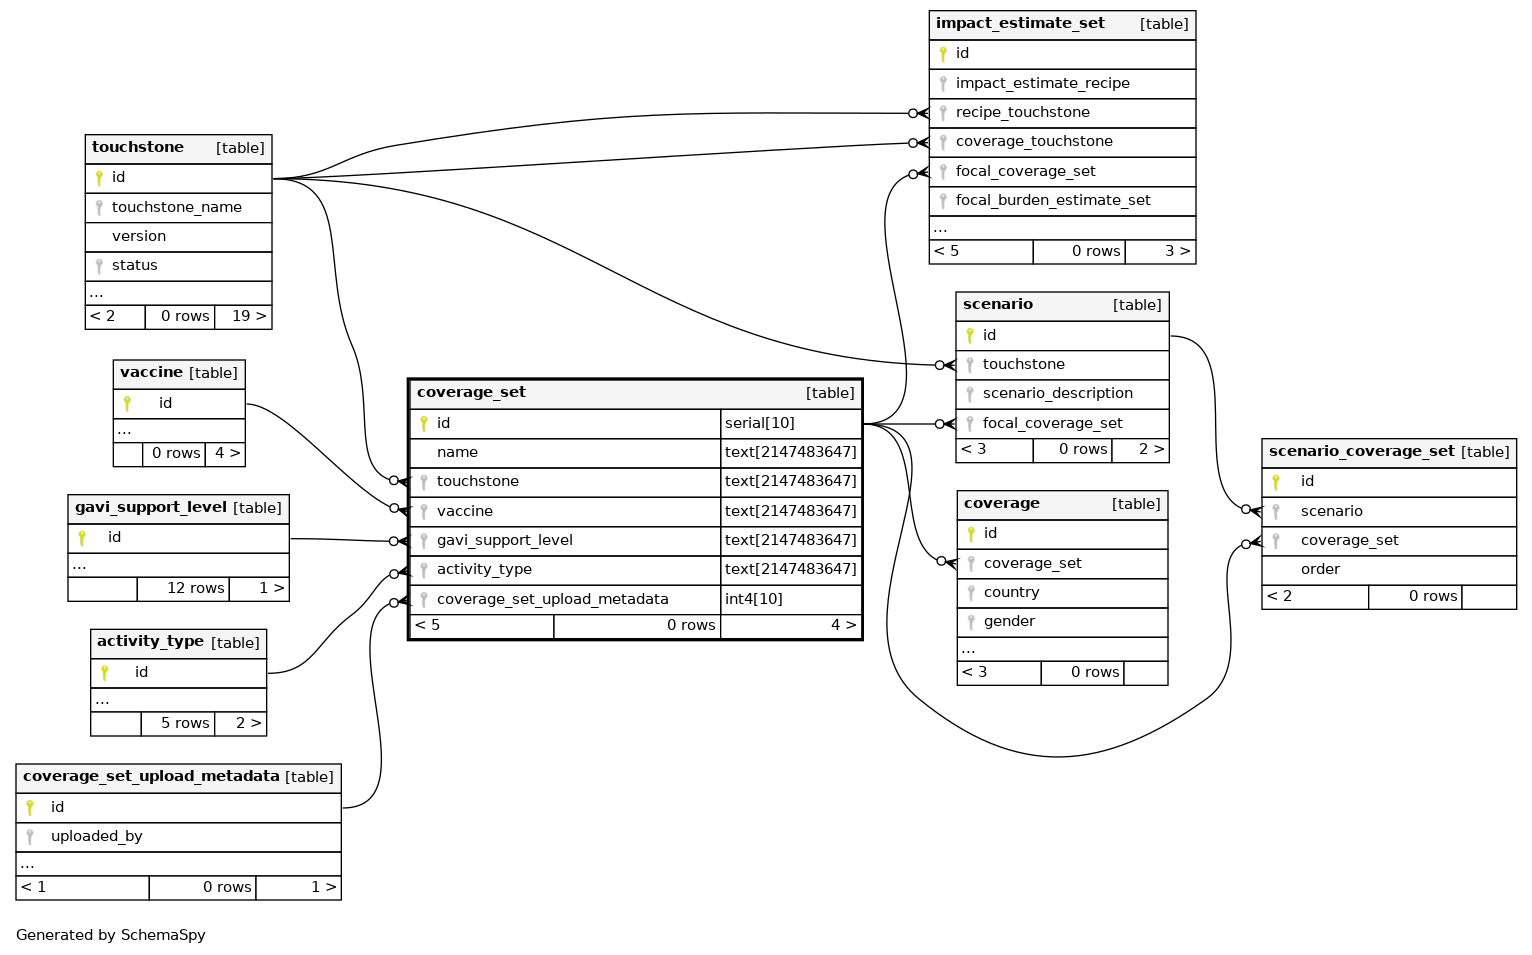 impact_estimate_set [table]
id
impact_estimate_recipe
recipe_touchstone
coverage_touchstone
focal_coverage_set
focal_burden_estimate_set
...
< 5 0 rows 3 >
touchstone [table]
id
touchstone_name
version
status
...
< 2 0 rows 19 >
vaccine [table]
id
...
0 rows 4 >
gavi_support_level [table]
id
...
12 rows 1 >
activity_type [table]
id
...
5 rows 2 >
coverage_set_upload_metadata [table]
id
uploaded_by
...
< 1 0 rows 1 >
coverage_set [table]
id serial[10]
name text[2147483647]
touchstone text[2147483647]
vaccine text[2147483647]
gavi_support_level text[2147483647]
activity_type text[2147483647]
coverage_set_upload_metadata int4[10]
< 5 0 rows 4 >
scenario [table]
id
touchstone
scenario_description
focal_coverage_set
< 3 0 rows 2 >
coverage [table]
id
coverage_set
country
gender
...
< 3 0 rows
scenario_coverage_set [table]
id
scenario
coverage_set
order
< 2 0 rows
Generated by SchemaSpy